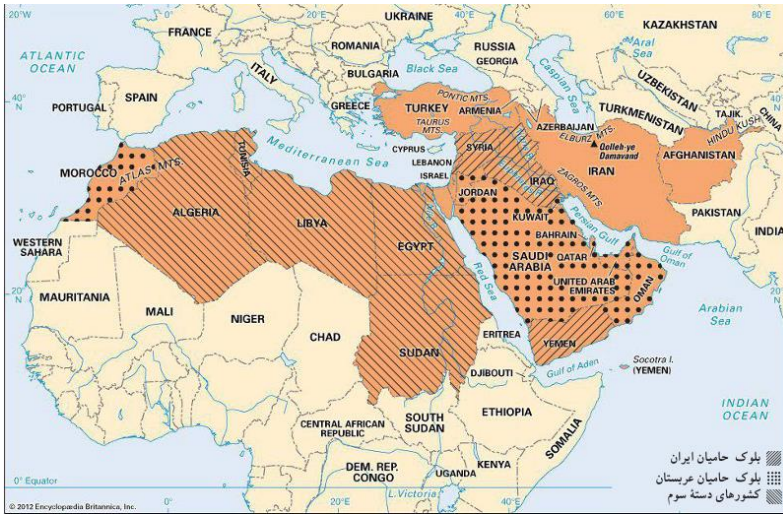 UKRAINE
KAZAKHSTAN
FRANCE
ATLANTIC
OCEAN
ROMANIA
RUSSIA
Aral
Sea
GEORGIA
ITALY
BULGARIA
Black Sea
Caspian Sea
UZBEKISTAN
40°
40°
PORTUGAL
SPAIN
GREECE
PONTIC MTS.
TURKEY
ARMENIA
TAURUS
MTS.
AZERBAIJAN
TURKMENISTAN
TAJIK.
CHINA
HINDU KUSH
ELBURZ MTS.
Qolleh-ye
Damavand
CYPRUS
SYRIA
LEBANON
ISRAEL
Mediterranean Sea
TUNISIA
MOROCCO
ATLAS MTS.
IRAQ
ZAGROS MTS.
IRAN
AFGHANISTAN
JORDAN
KUWAIT
PAKISTAN
ALGERIA
LIBYA
EGYPT
BAHRAIN
Persian Gulf
INDIA
WESTERN
SAHARA
SAUDI
ARABIA
QATAR
Gulf of
Oman
UNITED ARAB
EMIRATES
OMAN
Red Sea
20°
20°
MAURITANIA
MALI
NIGER
CHAD
SUDAN
ERITREA
YEMEN
Arabian
Sea
Socotra I.
(YEMEN)
DJIBOUTI
Gulf of Aden
ETHIOPIA
SOMALIA
INDIAN
OCEAN
CENTRAL AFRICAN
REPUBLIC
SOUTH
SUDAN
DEM. REP.
CONGO
UGANDA
KENYA
L.Victoria
بلوک حامیان ایران
بلوک حامیان عربستان
کشورهای دستهٔ سوم
0° Equator
0°
20°
40°
60°
© 2012 Encyclopædia Britannica, Inc.